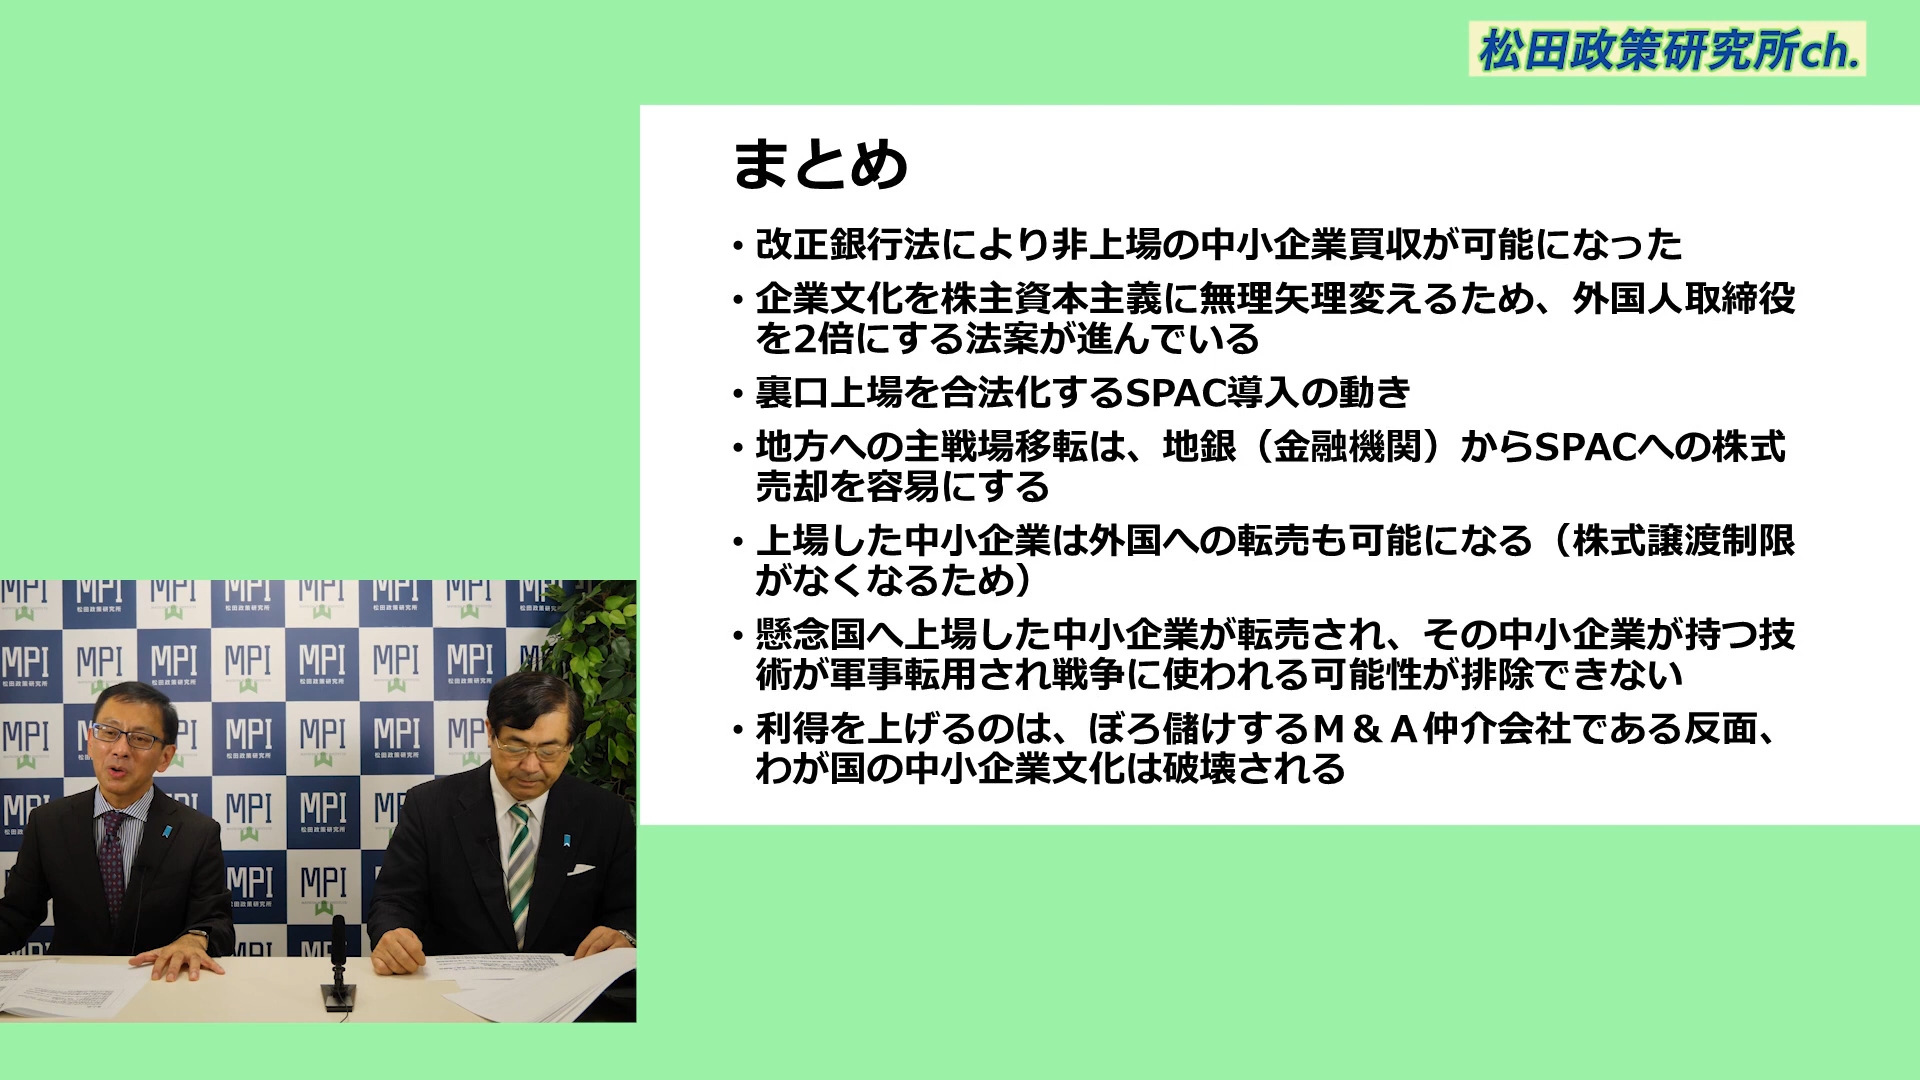 松田政策研究所ch.
まとめ
・改正銀行法により非上場の中小企業買収が可能になった
・企業文化を株主資本主義に無理矢理変えるため、外国人取締役
を2倍にする法案が進んでいる
・裏口上場を合法化するSPAC導入の動き
・地方への主戦場移転は、地銀（金融機関）からSPACへの株式
売却を容易にする
・上場した中小企業は外国への転売も可能になる（株式譲渡制限
がなくなるため）
・懸念国へ上場した中小企業が転売され、その中小企業が持つ技
術が軍事転用され戦争に使われる可能性が排除できない
・利得を上げるのは、ぼろ儲けするＭ＆Ａ仲介会社である反面、
わが国の中小企業文化は破壊される
MPI
松田政策研究所